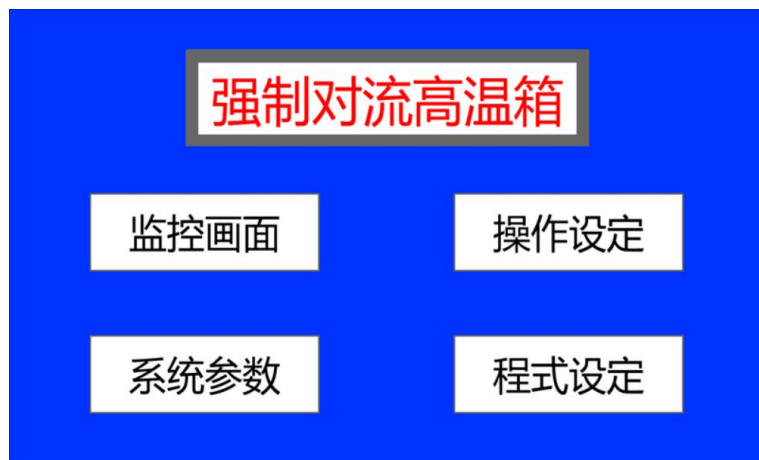 强制对流高温箱
监控画面
操作设定
系统参数
程式设定